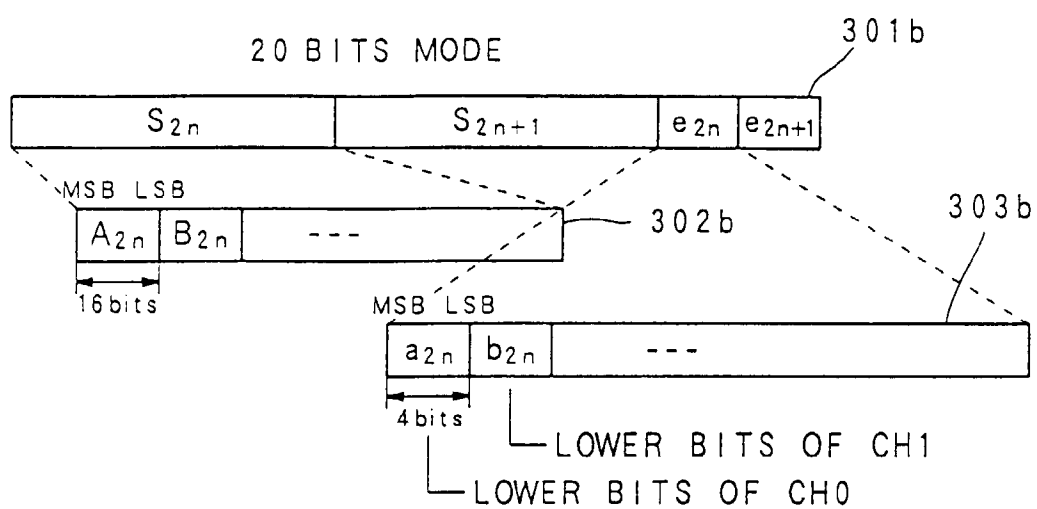 301b
20 BITS MODE
S2n S2n+1 e2n e2n+1
MSB LSB
A2n B2n --- 302b
303b
16bits
MSB LSB
a2n b2n ---
4bits
LOWER BITS OF CH1
LOWER BITS OF CH0